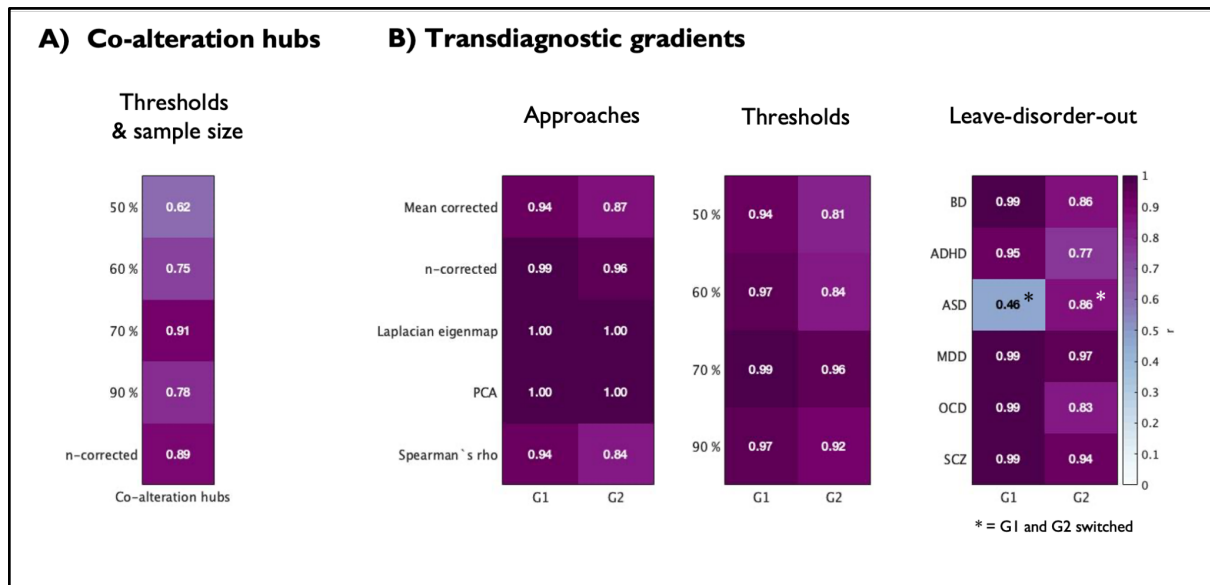 A) Co-alteration hubs
B) Transdiagnostic gradients
Thresholds
& sample size
50 %
0.62
60 %
0.75
70 %
0.91
90 %
0.78
n-corrected
0.89
Co-alteration hubs
Approaches
Mean corrected
0.94
0.87
n-corrected
0.99
0.96
Laplacian eigenmap
1.00
1.00
PCA
1.00
1.00
Spearman`s rho
0.94
0.84
G1
G2
Thresholds
50 %
0.94
0.81
60 %
0.97
0.84
70 %
0.99
0.96
90 %
0.97
0.92
G1
G2
Leave-disorder-out
BD
0.99
0.86
ADHD
0.95
0.77
ASD
0.46 *
0.86 *
MDD
0.99
0.97
OCD
0.99
0.83
SCZ
0.99
0.94
G1
G2
1
0.9
0.8
0.7
0.6
0.5
0.4
0.3
0.2
0.1
0
r
* = G1 and G2 switched